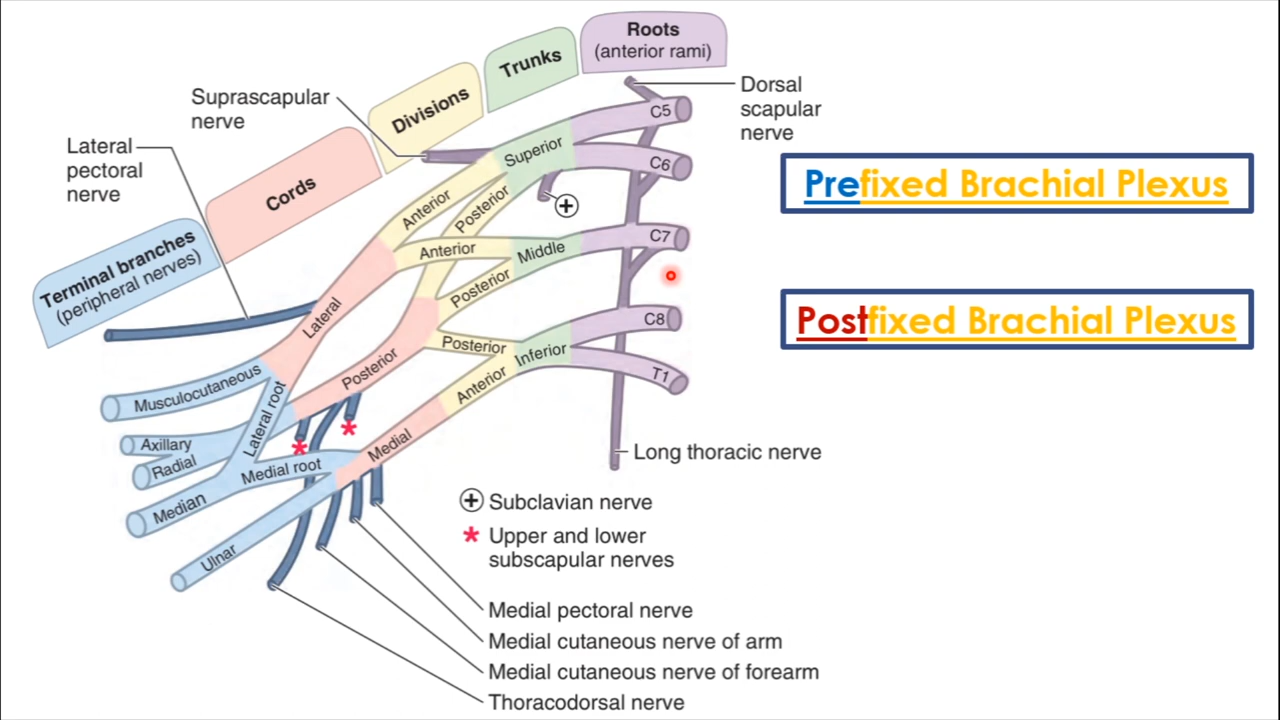 Roots
(anterior rami)
Trunks
Divisions
Cords
Terminal branches
(peripheral nerves)
Suprascapular
nerve
Lateral
pectoral
nerve
Dorsal
scapular
nerve
C5
C6
C7
C8
T1
Superior
Middle
Inferior
Anterior
Posterior
Anterior
Posterior
Posterior
Anterior
Lateral
Posterior
Medial
Musculocutaneous
Axillary
Radial
Median
Ulnar
Lateral root
Medial root
+
*
*
Long thoracic nerve
+ Subclavian nerve
* Upper and lower
subscapular nerves
Medial pectoral nerve
Medial cutaneous nerve of arm
Medial cutaneous nerve of forearm
Thoracodorsal nerve
Prefixed Brachial Plexus
Postfixed Brachial Plexus